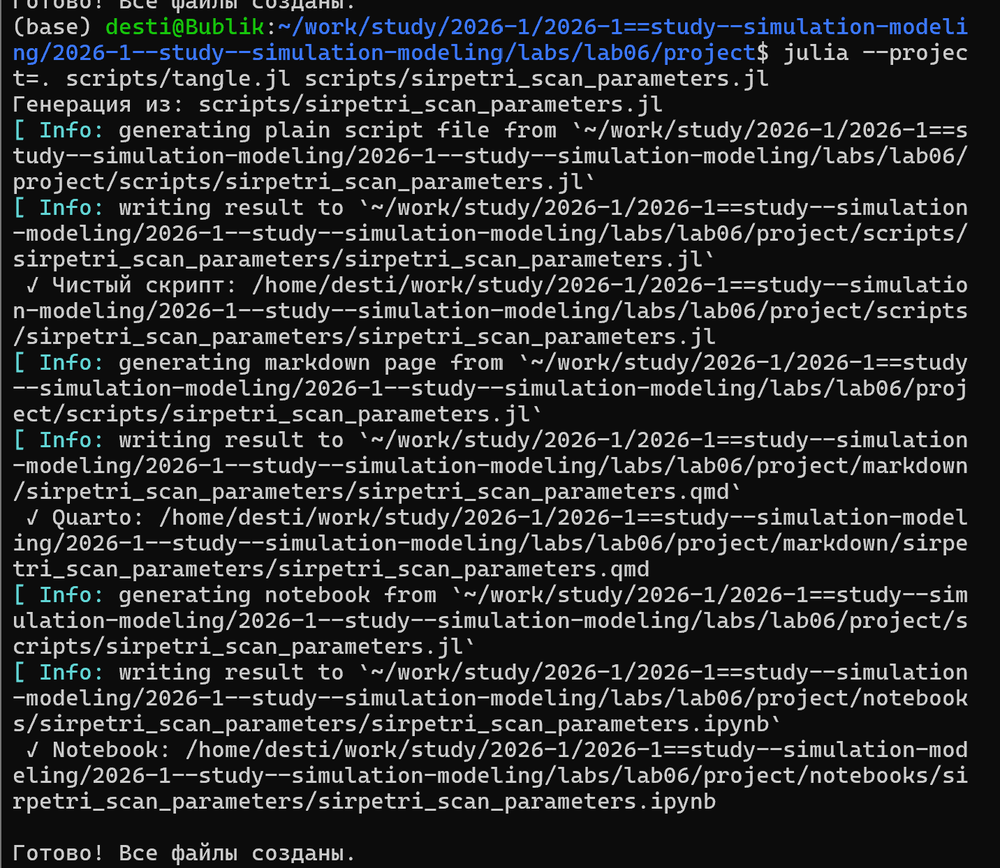 Готово! Все файлы созданы.
(base) desti@Bublik:~/work/study/2026-1/2026-1==study--simulation-modeli
ng/2026-1--study--simulation-modeling/labs/lab06/project$ julia --projec
t=. scripts/tangle.jl scripts/sirpetri_scan_parameters.jl
Генерация из: scripts/sirpetri_scan_parameters.jl
[ Info: generating plain script file from `~/work/study/2026-1/2026-1==s
tudy--simulation-modeling/2026-1--study--simulation-modeling/labs/lab06/
project/scripts/sirpetri_scan_parameters.jl`
[ Info: writing result to `~/work/study/2026-1/2026-1==study--simulation
-modeling/2026-1--study--simulation-modeling/labs/lab06/project/scripts/
sirpetri_scan_parameters/sirpetri_scan_parameters.jl`
 ✓ Чистый скрипт: /home/desti/work/study/2026-1/2026-1==study--simulatio
n-modeling/2026-1--study--simulation-modeling/labs/lab06/project/scripts
/sirpetri_scan_parameters/sirpetri_scan_parameters.jl
[ Info: generating markdown page from `~/work/study/2026-1/2026-1==study
--simulation-modeling/2026-1--study--simulation-modeling/labs/lab06/proj
ect/scripts/sirpetri_scan_parameters.jl`
[ Info: writing result to `~/work/study/2026-1/2026-1==study--simulation
-modeling/2026-1--study--simulation-modeling/labs/lab06/project/markdown
/sirpetri_scan_parameters/sirpetri_scan_parameters.qmd`
 ✓ Quarto: /home/desti/work/study/2026-1/2026-1==study--simulation-model
ing/2026-1--study--simulation-modeling/labs/lab06/project/markdown/sirpe
tri_scan_parameters/sirpetri_scan_parameters.qmd
[ Info: generating notebook from `~/work/study/2026-1/2026-1==study--sim
ulation-modeling/2026-1--study--simulation-modeling/labs/lab06/project/s
cripts/sirpetri_scan_parameters.jl`
[ Info: writing result to `~/work/study/2026-1/2026-1==study--simulation
-modeling/2026-1--study--simulation-modeling/labs/lab06/project/notebook
s/sirpetri_scan_parameters/sirpetri_scan_parameters.ipynb`
 ✓ Notebook: /home/desti/work/study/2026-1/2026-1==study--simulation-mod
eling/2026-1--study--simulation-modeling/labs/lab06/project/notebooks/si
rpetri_scan_parameters/sirpetri_scan_parameters.ipynb
Готово! Все файлы созданы.